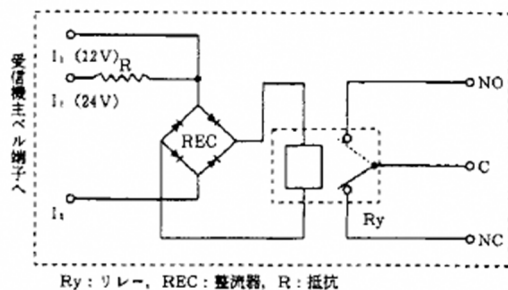 受信機主ベル端子へ
I₁ (12V)
R
I₂ (24V)
REC
I₃
NO
C
Ry
NC
Ry：リレー，REC：整流器，R：抵抗